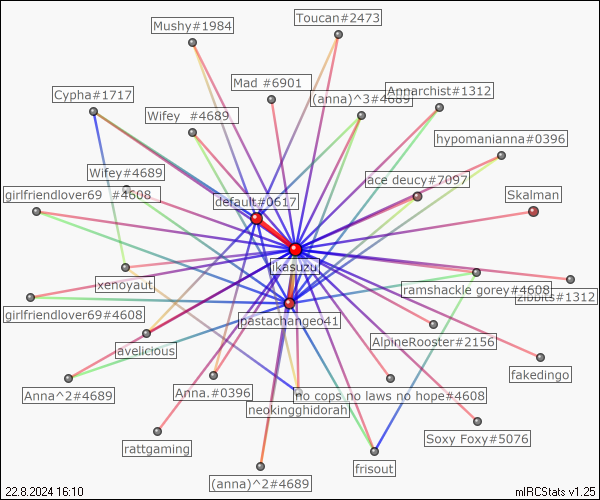 Toucan#2473
Mushy#1984
Mad #6901
Cypha#1717
(anna)^3#4689
Annarchist#1312
Wifey  #4689
hypomanianna#0396
Wifey#4689
ace deucy#7097
girlfriendlover69  #4608
default#0617
Skalman
ikasuzu
xenoyaut
ramshackle gorey#4608
zibbits#1312
girlfriendlover69#4608
pastachangeo41
avelicious
AlpineRooster#2156
fakedingo
Anna^2#4689
Anna.#0396
no cops no laws no hope#4608
neokingghidorah
Soxy Foxy#5076
rattgaming
frisout
(anna)^2#4689
22.8.2024 16:10
mIRCStats v1.25